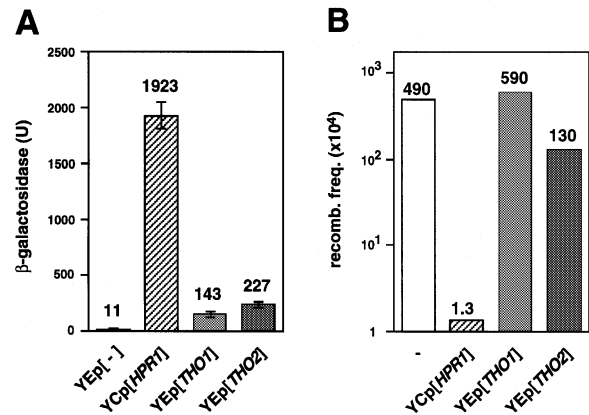 A
β-galactosidase (U)
2500
2000
1500
1000
500
0
11
1923
143
227
YEp[ - ]
YCp[HPR1]
YEp[THO1]
YEp[THO2]
B
recomb. freq. (x10⁴)
10³
10²
10¹
1
490
1.3
590
130
-
YCp[HPR1]
YEp[THO1]
YEp[THO2]